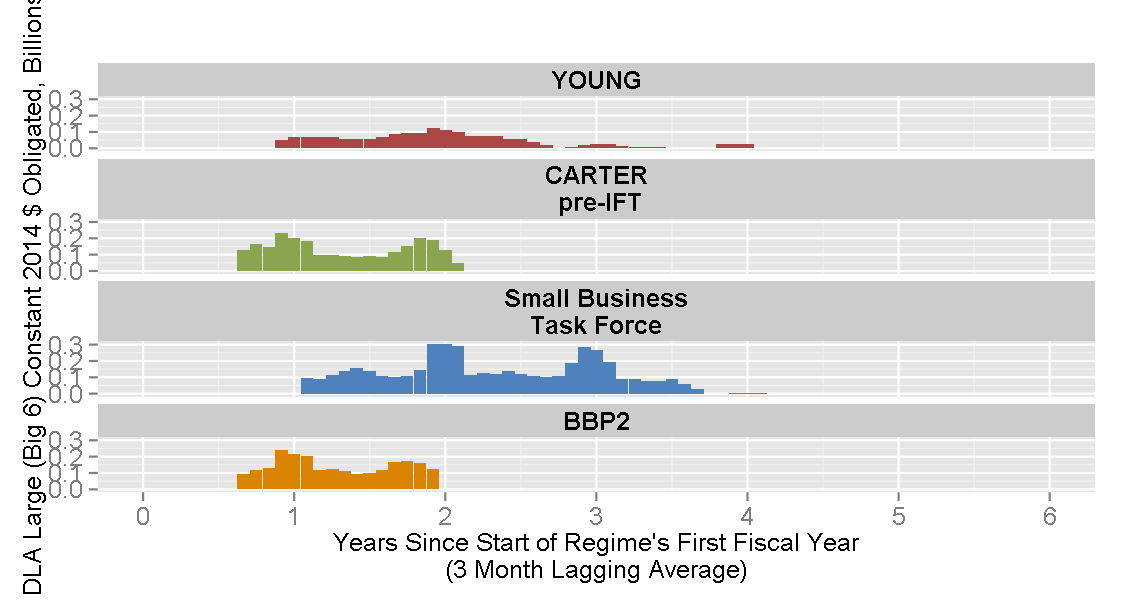 DLA Large (Big 6) Constant 2014 $ Obligated, Billions
YOUNG
0.3
0.2
0.1
0.0
CARTER
pre-IFT
0.3
0.2
0.1
0.0
Small Business
Task Force
0.3
0.2
0.1
0.0
BBP2
0.3
0.2
0.1
0.0
0 1 2 3 4 5 6
Years Since Start of Regime's First Fiscal Year
(3 Month Lagging Average)